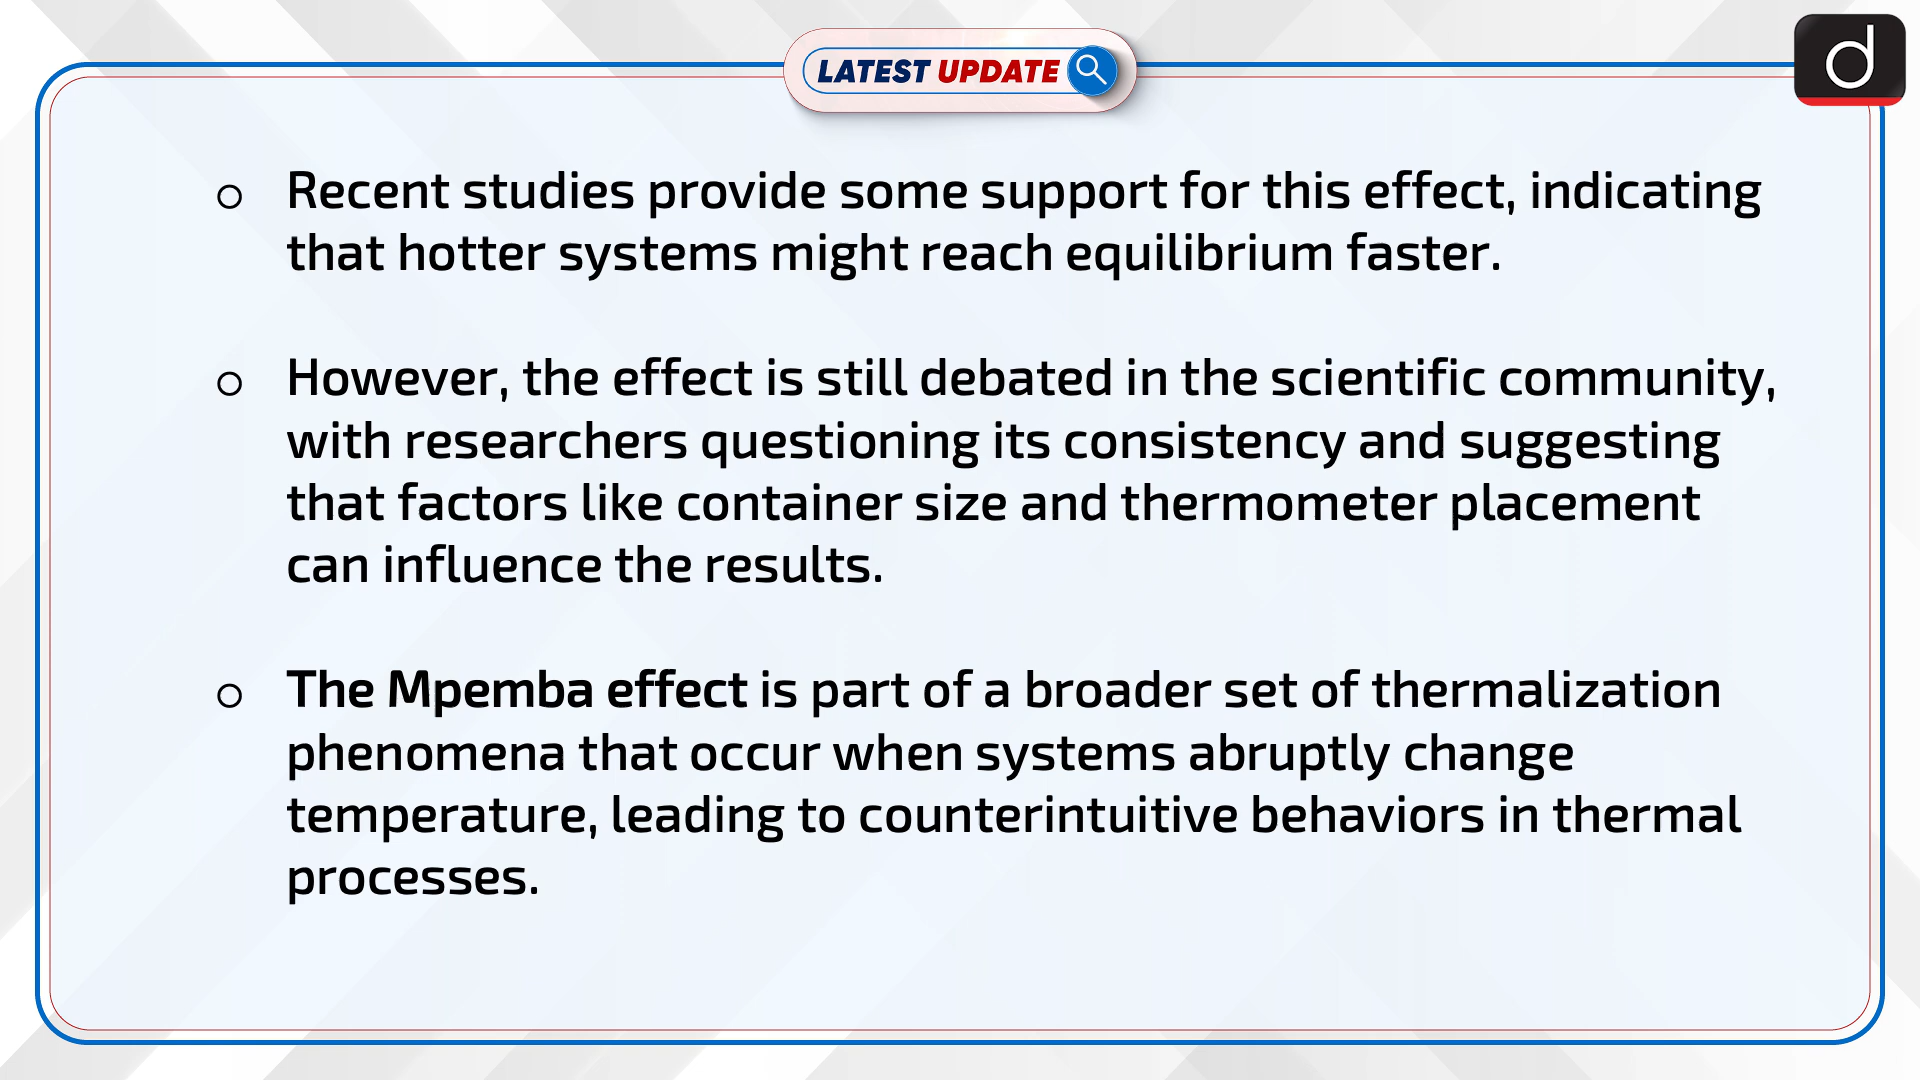 LATEST UPDATE
d
○ Recent studies provide some support for this effect, indicating
that hotter systems might reach equilibrium faster.
○ However, the effect is still debated in the scientific community,
with researchers questioning its consistency and suggesting
that factors like container size and thermometer placement
can influence the results.
○ The Mpemba effect is part of a broader set of thermalization
phenomena that occur when systems abruptly change
temperature, leading to counterintuitive behaviors in thermal
processes.